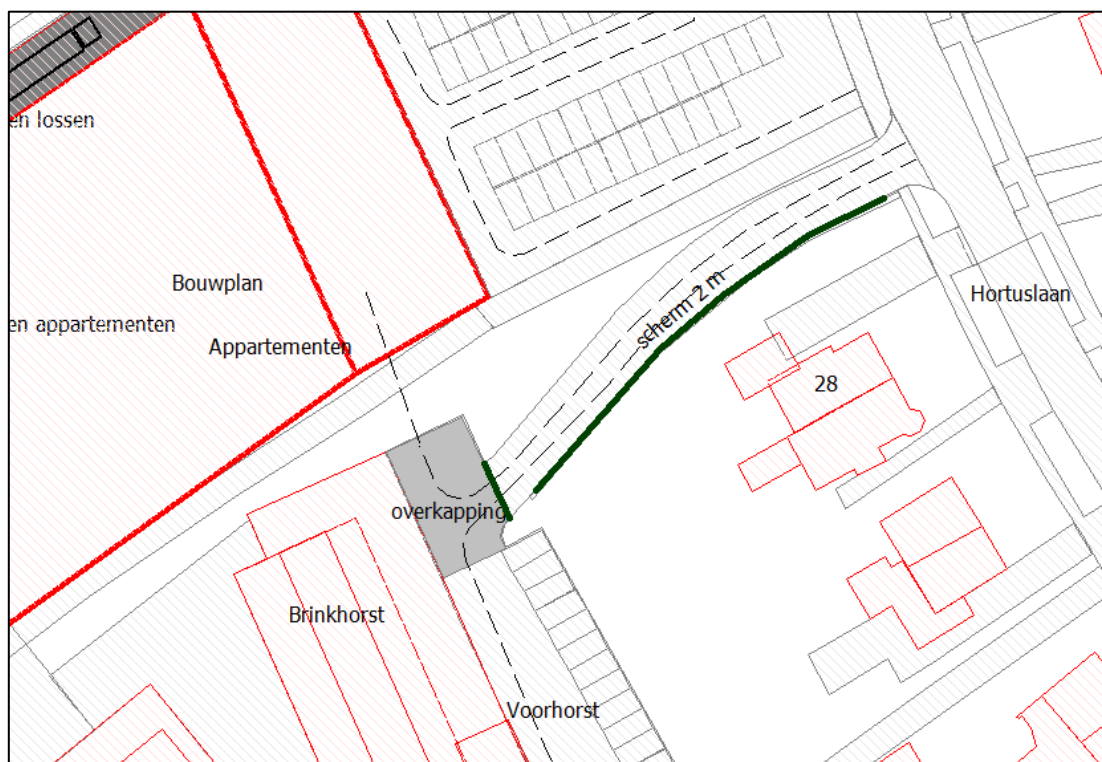 en lossen
Bouwplan
en appartementen
Appartementen
scherm 2 m
Hortuslaan
28
overkapping
Brinkhorst
Voorhorst